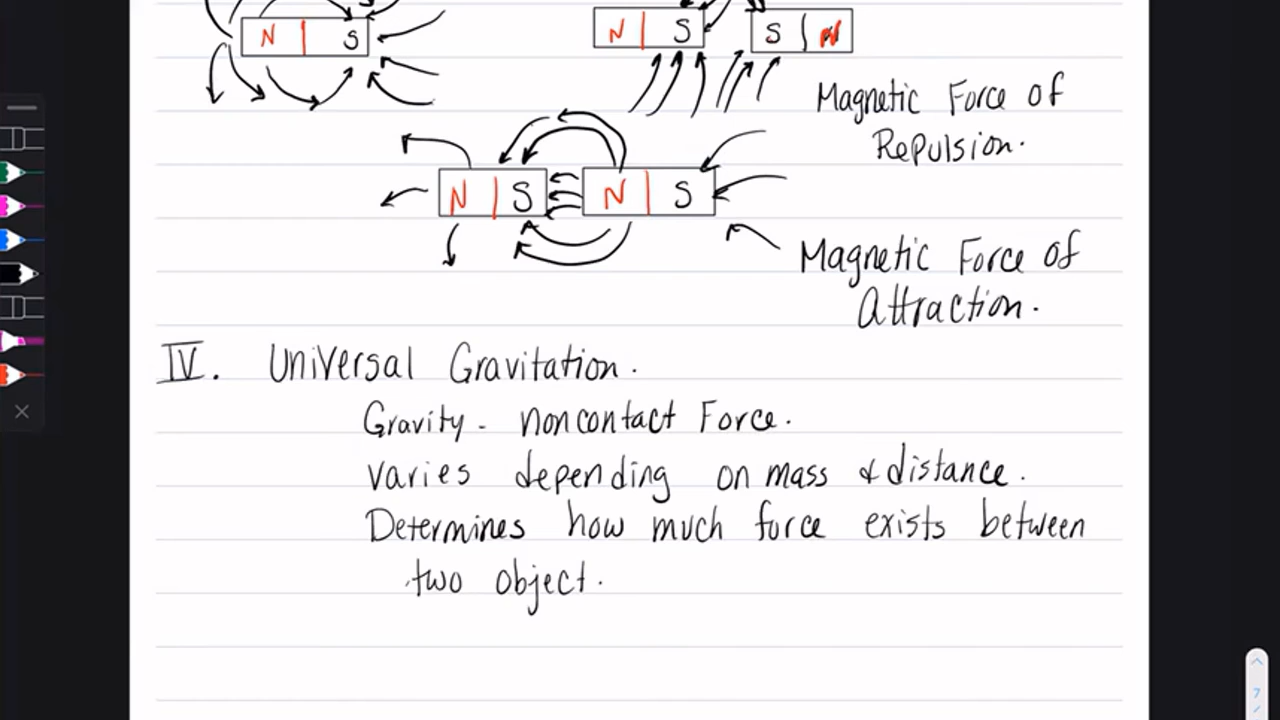 N | S
N | S S | N
Magnetic Force of
Repulsion.
N | S N | S
Magnetic Force of
Attraction.
IV. Universal Gravitation.
Gravity - noncontact Force.
varies depending on mass & distance.
Determines how much force exists between
two object.
7